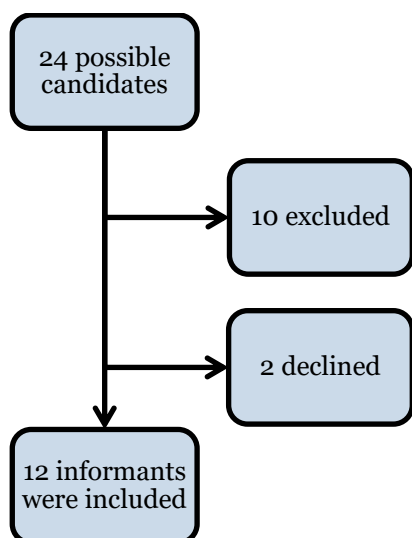 24 possible
candidates
10 excluded
2 declined
12 informants
were included